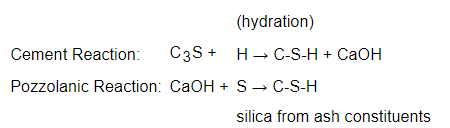 (hydration)
Cement Reaction: C3S + H → C-S-H + CaOH
Pozzolanic Reaction: CaOH + S → C-S-H
silica from ash constituents